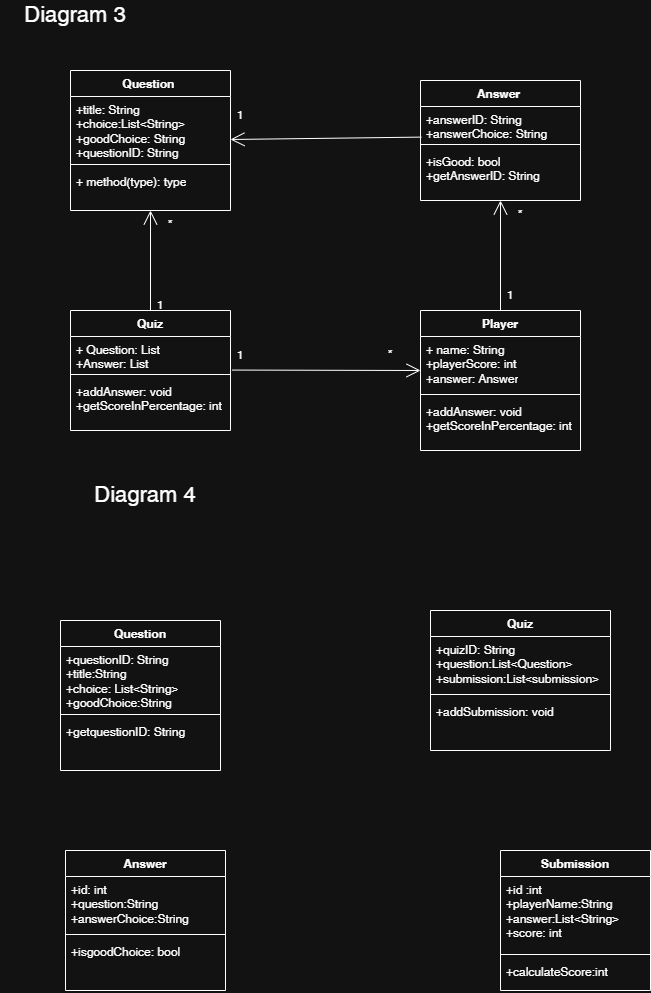 Diagram 3
Question
+title: String
+choice:List<String>
+goodChoice: String
+questionID: String
+ method(type): type
1
Answer
+answerID: String
+answerChoice: String
+isGood: bool
+getAnswerID: String
*
*
1
1
Quiz
+ Question: List
+Answer: List
+addAnswer: void
+getScoreInPercentage: int
1
*
Player
+ name: String
+playerScore: int
+answer: Answer
+addAnswer: void
+getScoreInPercentage: int
Diagram 4
Question
+questionID: String
+title:String
+choice: List<String>
+goodChoice:String
+getquestionID: String
Quiz
+quizID: String
+question:List<Question>
+submission:List<submission>
+addSubmission: void
Answer
+id: int
+question:String
+answerChoice:String
+isgoodChoice: bool
Submission
+id :int
+playerName:String
+answer:List<String>
+score: int
+calculateScore:int